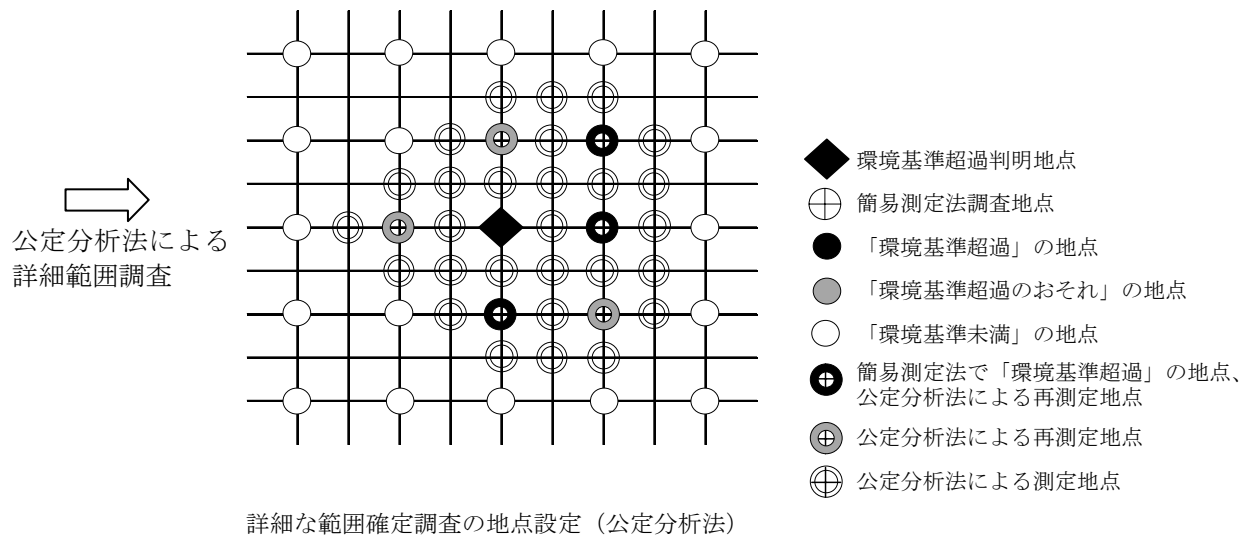 公定分析法による
詳細範囲調査
環境基準超過判明地点
簡易測定法調査地点
「環境基準超過」の地点
「環境基準超過のおそれ」の地点
「環境基準未満」の地点
簡易測定法で「環境基準超過」の地点、
公定分析法による再測定地点
公定分析法による再測定地点
公定分析法による測定地点
詳細な範囲確定調査の地点設定（公定分析法）